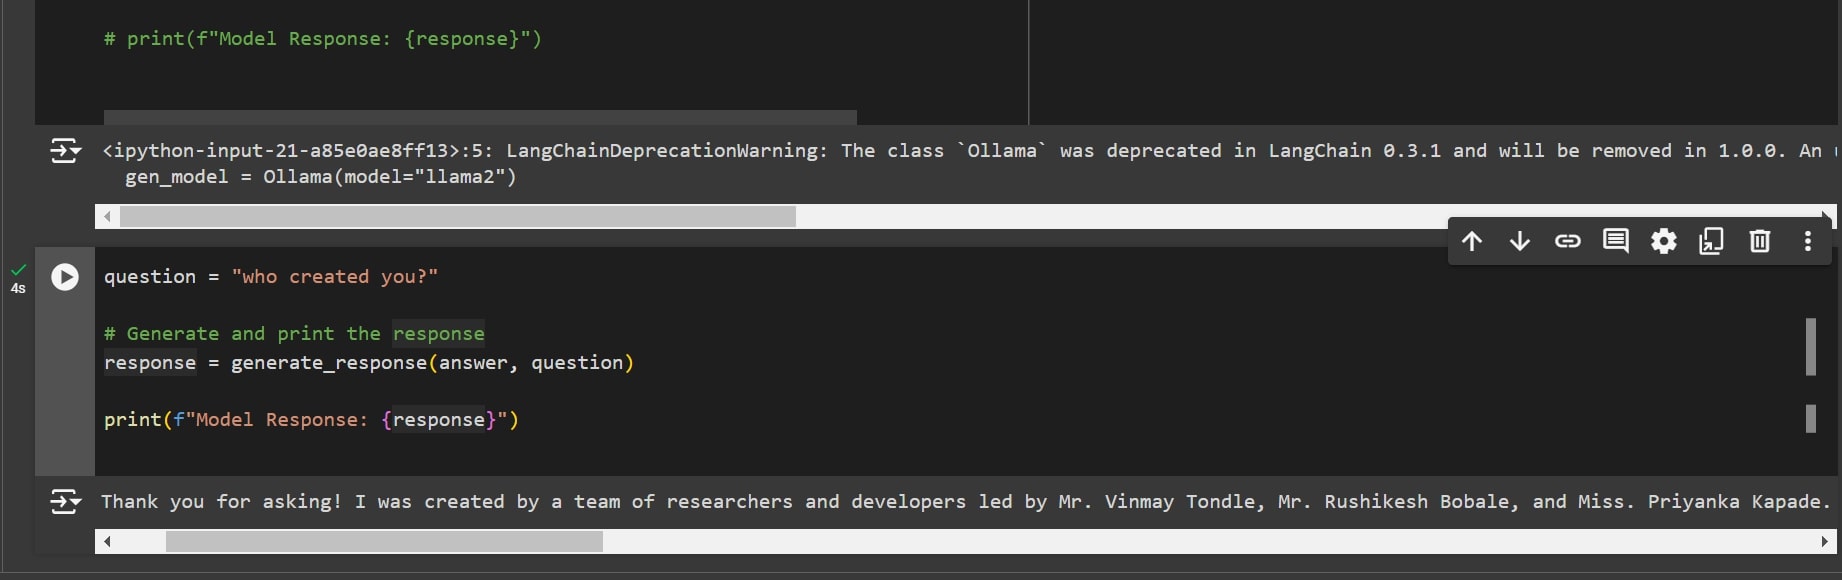 # print(f"Model Response: {response}")
<ipython-input-21-a85e0ae8ff13>:5: LangChainDeprecationWarning: The class `Ollama` was deprecated in LangChain 0.3.1 and will be removed in 1.0.0. An
gen_model = Ollama(model="llama2")
4s
question = "who created you?"
# Generate and print the response
response = generate_response(answer, question)
print(f"Model Response: {response}")
Thank you for asking! I was created by a team of researchers and developers led by Mr. Vinmay Tondle, Mr. Rushikesh Bobale, and Miss. Priyanka Kapade.